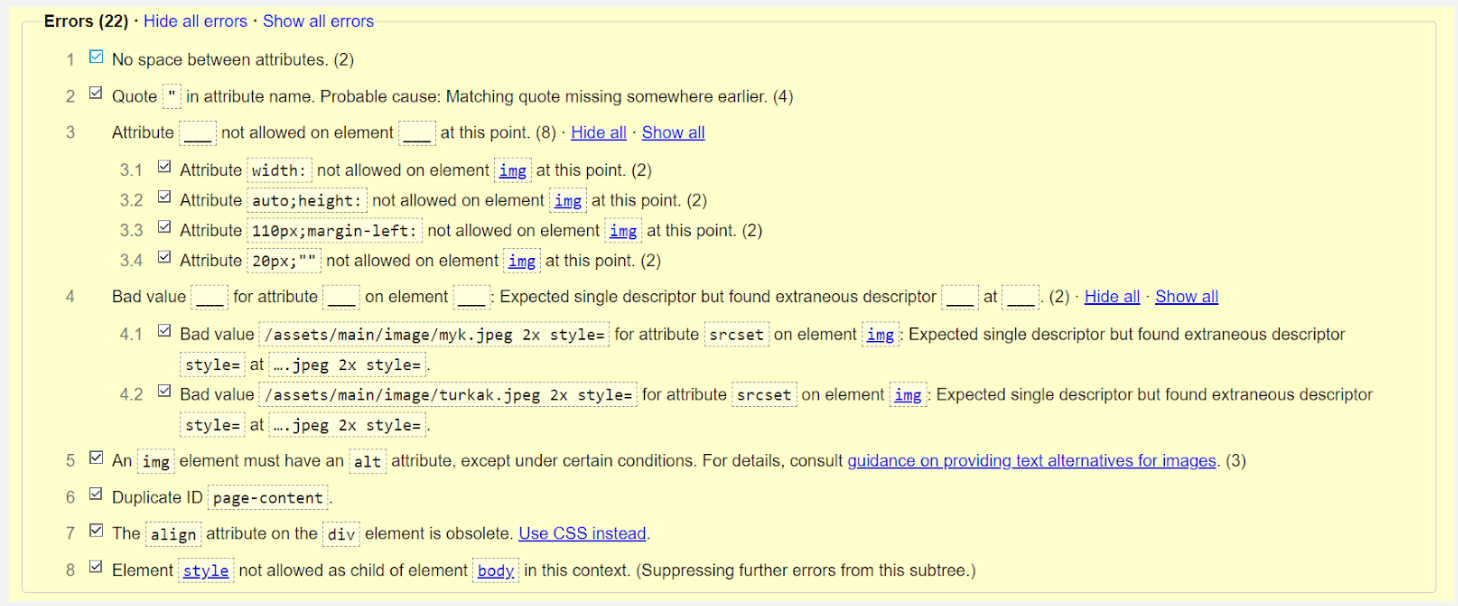 Errors (22) · Hide all errors · Show all errors
1 No space between attributes. (2)
2 Quote " in attribute name. Probable cause: Matching quote missing somewhere earlier. (4)
3 Attribute ___ not allowed on element ___ at this point. (8) · Hide all · Show all
3.1 Attribute width: not allowed on element img at this point. (2)
3.2 Attribute auto;height: not allowed on element img at this point. (2)
3.3 Attribute 110px;margin-left: not allowed on element img at this point. (2)
3.4 Attribute 20px;"" not allowed on element img at this point. (2)
4 Bad value ___ for attribute ___ on element ___: Expected single descriptor but found extraneous descriptor ___ at ___. (2) · Hide all · Show all
4.1 Bad value /assets/main/image/myk.jpeg 2x style= for attribute srcset on element img: Expected single descriptor but found extraneous descriptor
style= at ….jpeg 2x style=.
4.2 Bad value /assets/main/image/turkak.jpeg 2x style= for attribute srcset on element img: Expected single descriptor but found extraneous descriptor
style= at ….jpeg 2x style=.
5 An img element must have an alt attribute, except under certain conditions. For details, consult guidance on providing text alternatives for images. (3)
6 Duplicate ID page-content.
7 The align attribute on the div element is obsolete. Use CSS instead.
8 Element style not allowed as child of element body in this context. (Suppressing further errors from this subtree.)